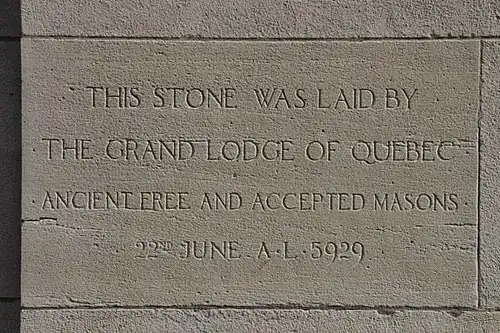 · THIS STONE WAS LAID BY ·
· THE GRAND LODGE OF QUEBEC ·
· ANCIENT, FREE AND ACCEPTED MASONS ·
· 22ND JUNE A·L· 5929 ·